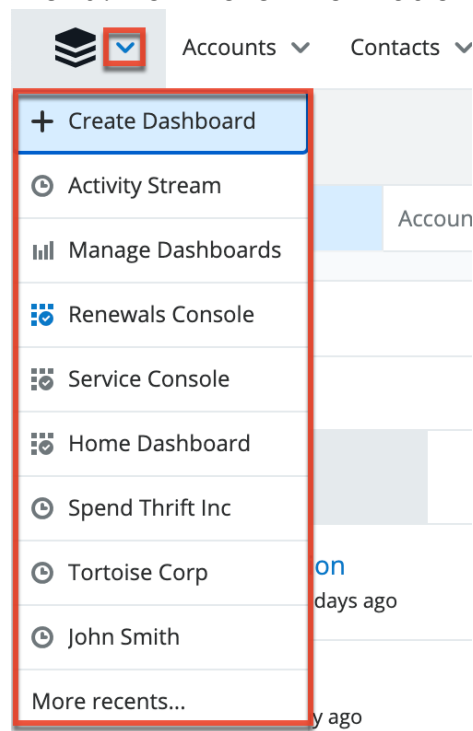 Accounts
Contacts
Create Dashboard
Activity Stream
Accoun
Manage Dashboards
Renewals Console
Service Console
Home Dashboard
Spend Thrift Inc
on
Tortoise Corp
days ago
John Smith
More recents...
y ago